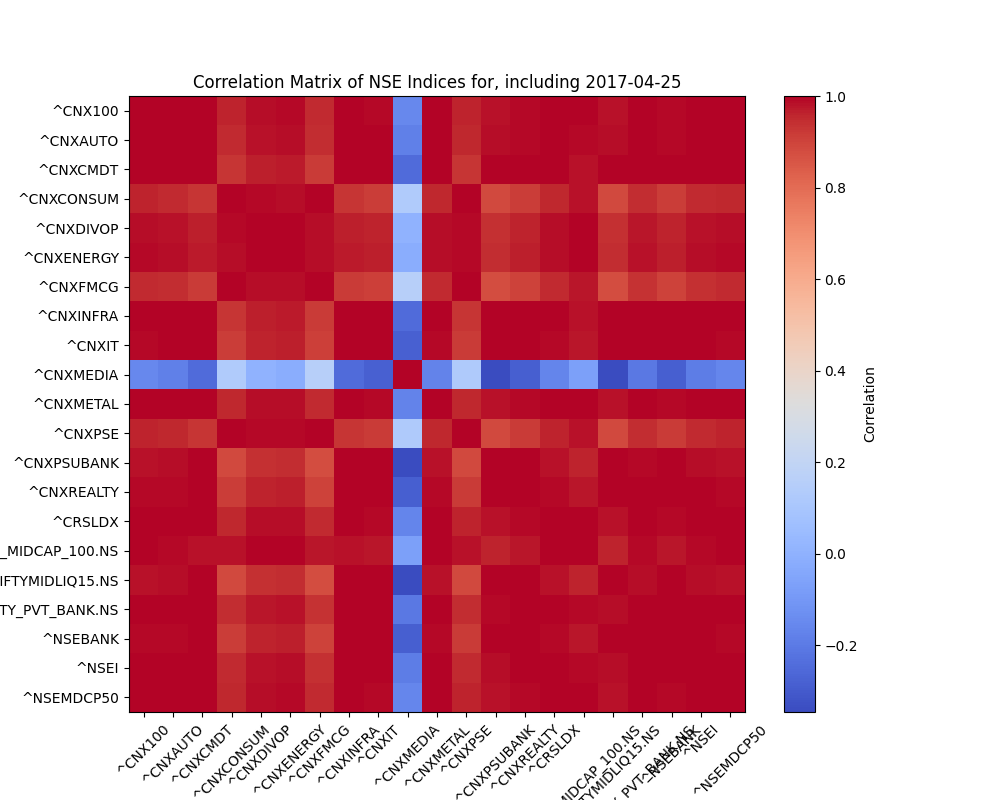 Correlation Matrix of NSE Indices for, including 2017-04-25
^CNX100
^CNXAUTO
^CNXCMDT
^CNXCONSUM
^CNXDIVOP
^CNXENERGY
^CNXFMCG
^CNXINFRA
^CNXIT
^CNXMEDIA
^CNXMETAL
^CNXPSE
^CNXPSUBANK
^CNXREALTY
^CRSLDX
_MIDCAP_100.NS
IFTYMIDLIQ15.NS
TY_PVT_BANK.NS
^NSEBANK
^NSEI
^NSEMDCP50
^CNX100
^CNXAUTO
^CNXCMDT
^CNXCONSUM
^CNXDIVOP
^CNXENERGY
^CNXFMCG
^CNXINFRA
^CNXIT
^CNXMEDIA
^CNXMETAL
^CNXPSE
^CNXPSUBANK
^CNXREALTY
^CRSLDX
MIDCAP_100.NS
TYMIDLIQ15.NS
PVT_BANK.NS
^NSEBANK
^NSEI
^NSEMDCP50
1.0
0.8
0.6
0.4
0.2
0.0
−0.2
Correlation